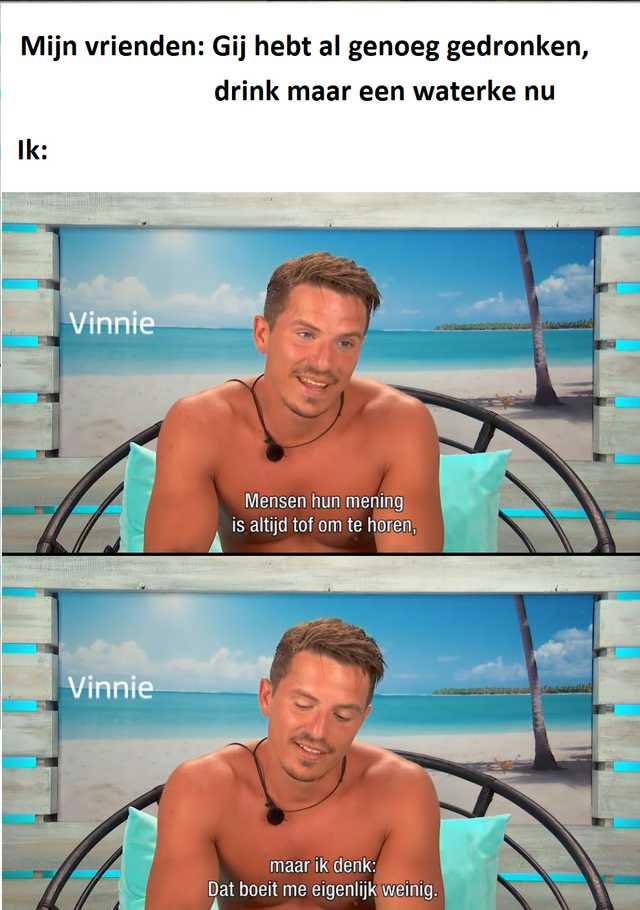 Mijn vrienden: Gij hebt al genoeg gedronken,
drink maar een waterke nu
Ik:
Vinnie
Mensen hun mening
is altijd tof om te horen,
Vinnie
maar ik denk:
Dat boeit me eigenlijk weinig.